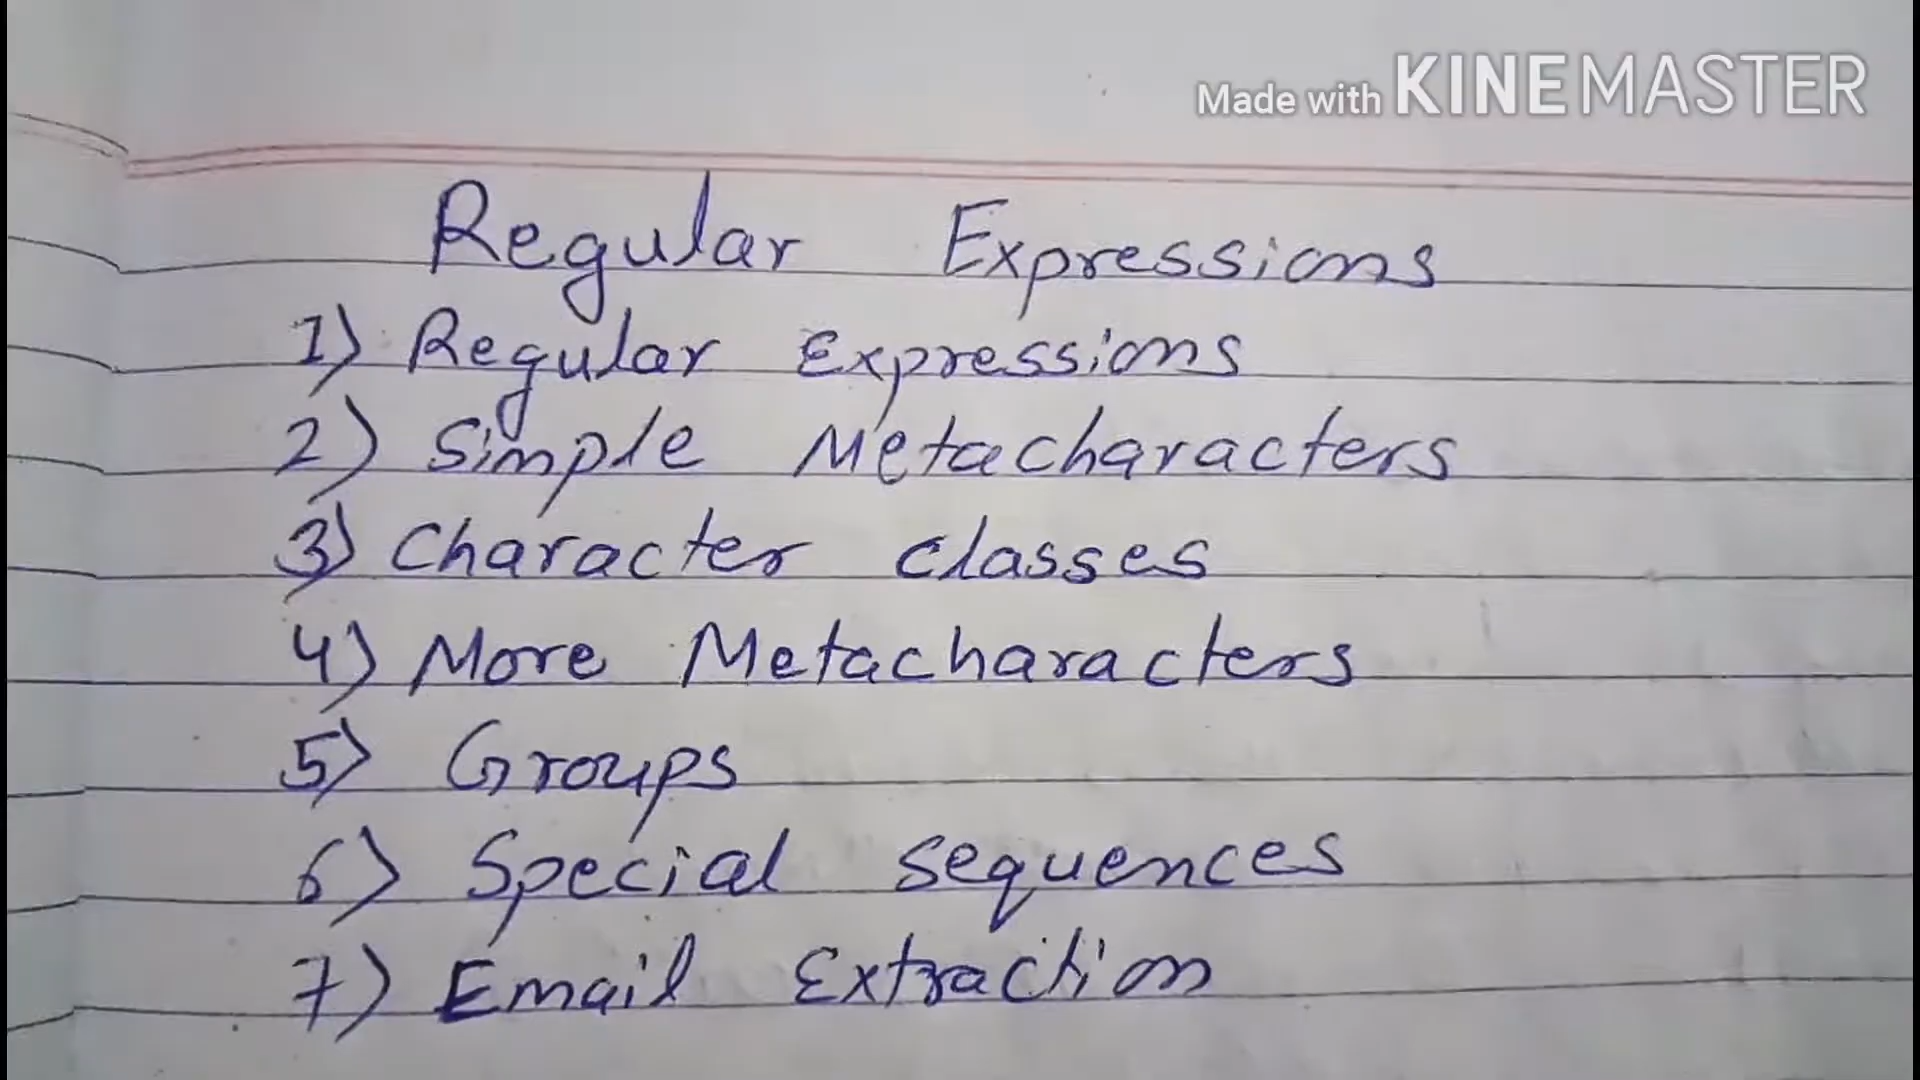 Made with KINEMASTER
Regular Expressions
1) Regular Expressions
2) Simple Metacharacters
3) Character classes
4) More Metacharacters
5) Groups
6) Special sequences
7) Email Extraction